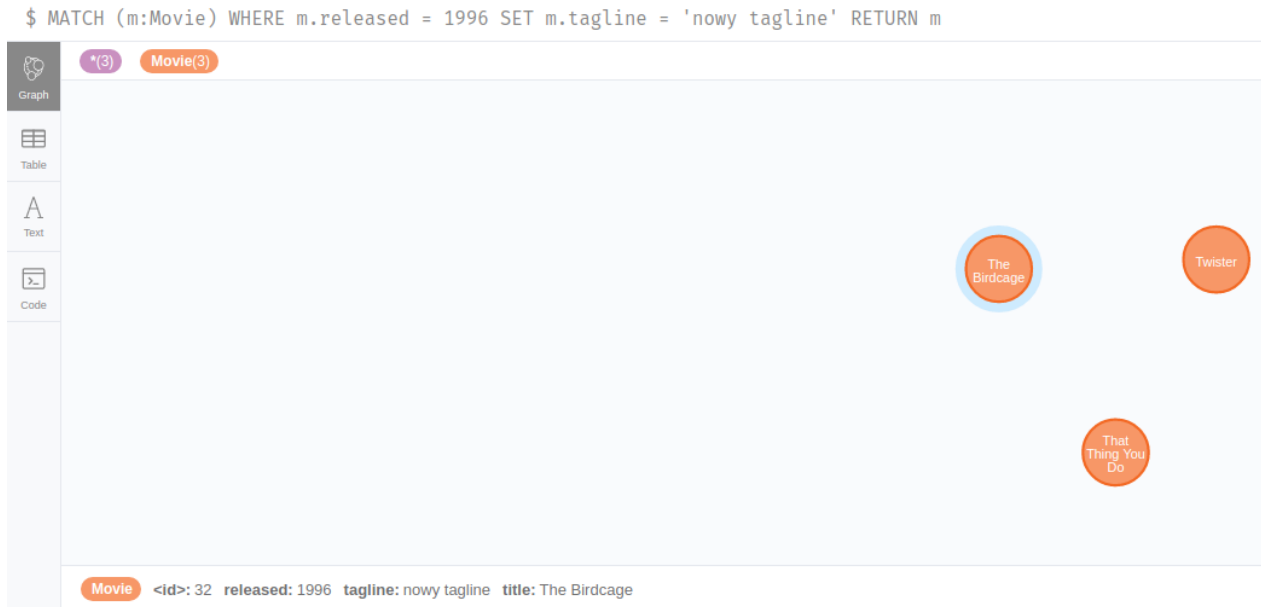 $ MATCH (m:Movie) WHERE m.released = 1996 SET m.tagline = 'nowy tagline' RETURN m
*(3) Movie(3)
Graph
Table
A
Text
Code
The
Birdcage
Twister
That
Thing You
Do
Movie <id>: 32 released: 1996 tagline: nowy tagline title: The Birdcage